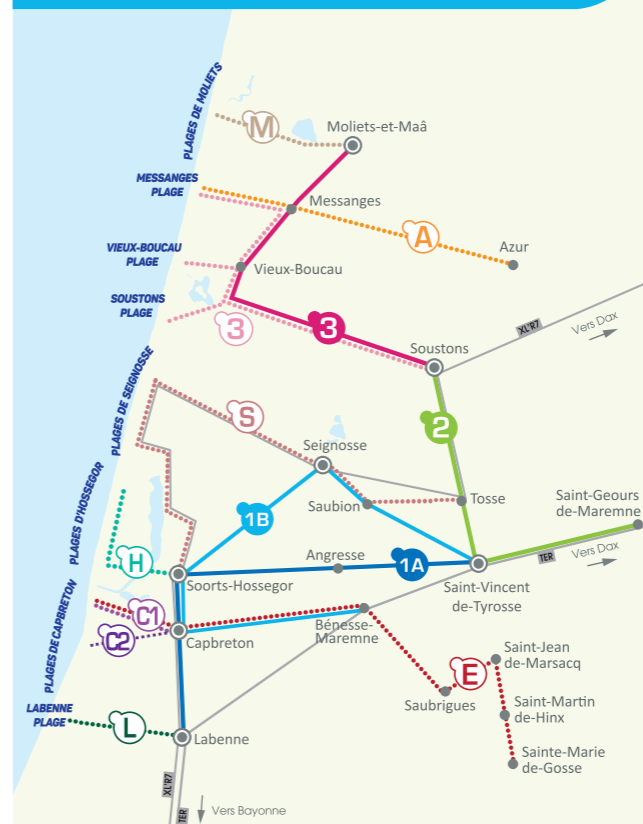 PLAGES DE MOLIETS
M
Moliets-et-Maâ
MESSANGES
PLAGE
Messanges
A
Azur
VIEUX-BOUCAU
PLAGE
Vieux-Boucau
SOUSTONS
PLAGE
3
3
XL'R7
Vers Dax
Soustons
PLAGES DE SEIGNOSSE
S
2
Seignosse
1B
Saubion
Tosse
Saint-Geours
de-Maremne
PLAGES D'HOSSEGOR
H
Angresse
1A
TER
Vers Dax
Soorts-Hossegor
Saint-Vincent
de-Tyrosse
PLAGES DE CAPBRETON
C1
C2
Capbreton
Bénesse-
Maremne
E
Saint-Jean
de-Marsacq
Saubrigues
Saint-Martin
de-Hinx
LABENNE
PLAGE
L
Labenne
Sainte-Marie
de-Gosse
XL'R7
TER
Vers Bayonne